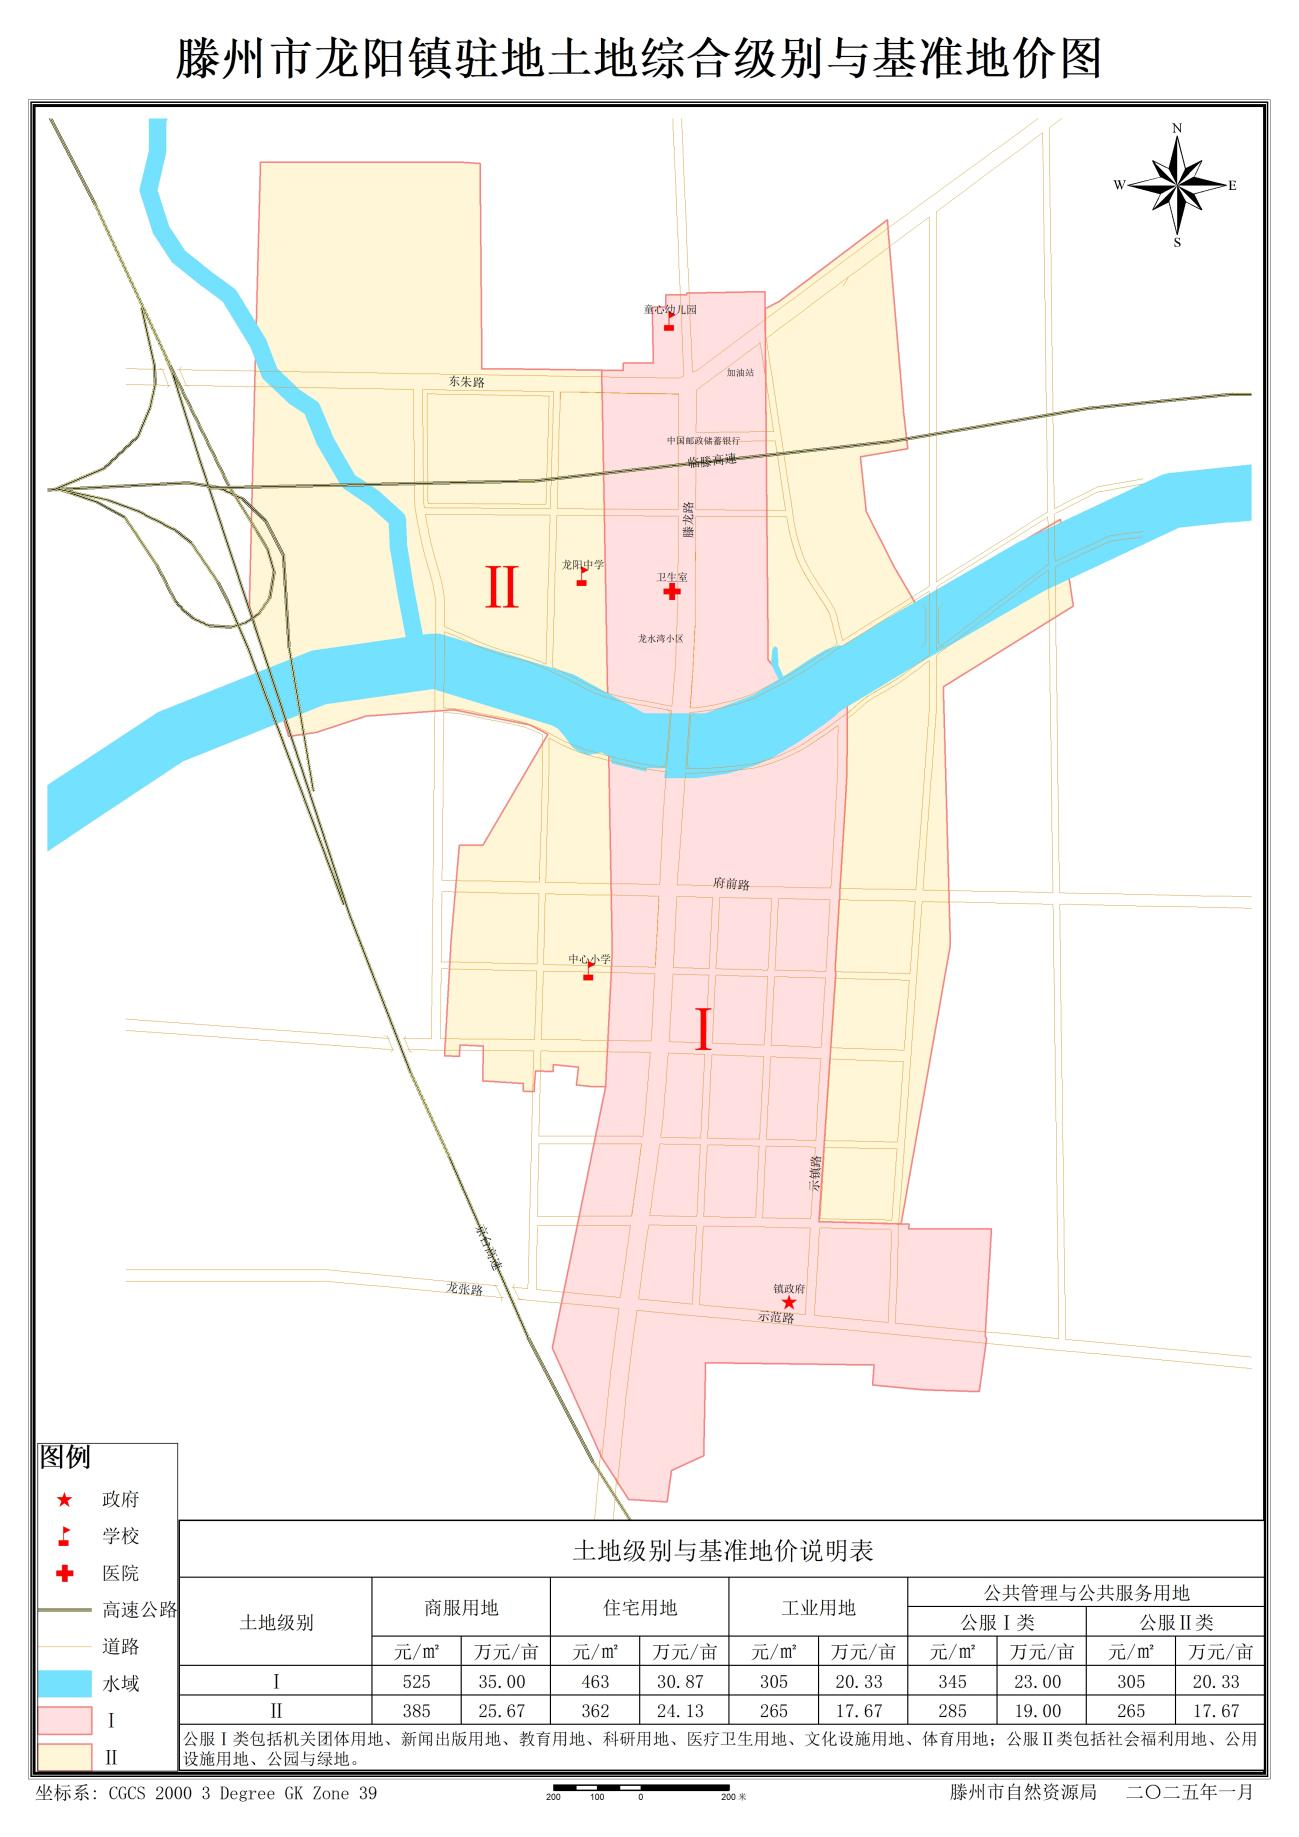 滕州市龙阳镇驻地土地综合级别与基准地价图
N
W E
S
童心幼儿园
加油站
东朱路
中国邮政储蓄银行
临滕高速
滕龙路
龙阳中学
卫生室
II
龙水湾小区
府前路
中心小学
I
示镇路
京台高速
龙张路
镇政府
示范路
图例
政府
学校
医院
高速公路
道路
水域
Ⅰ
Ⅱ
土地级别与基准地价说明表
土地级别 商服用地 住宅用地 工业用地 公共管理与公共服务用地
公服Ⅰ类 公服Ⅱ类
元/㎡ 万元/亩 元/㎡ 万元/亩 元/㎡ 万元/亩 元/㎡ 万元/亩 元/㎡ 万元/亩
Ⅰ 525 35.00 463 30.87 305 20.33 345 23.00 305 20.33
Ⅱ 385 25.67 362 24.13 265 17.67 285 19.00 265 17.67
公服Ⅰ类包括机关团体用地、新闻出版用地、教育用地、科研用地、医疗卫生用地、文化设施用地、体育用地；公服Ⅱ类包括社会福利用地、公用
设施用地、公园与绿地。
坐标系: CGCS 2000 3 Degree GK Zone 39
200 100 0 200 米
滕州市自然资源局 二〇二五年一月